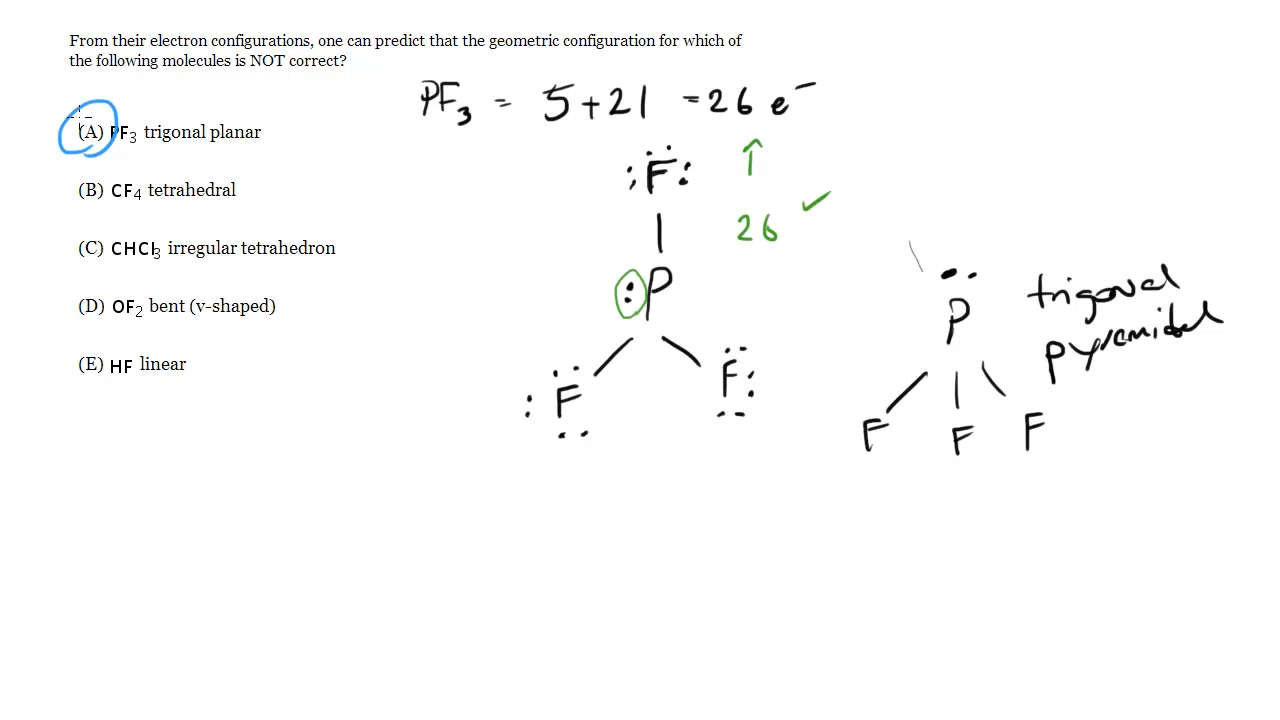 From their electron configurations, one can predict that the geometric configuration for which of
the following molecules is NOT correct?
PF₃ = 5+21 =26 e⁻
(A) PF₃ trigonal planar
(B) CF₄ tetrahedral
(C) CHCl₃ irregular tetrahedron
(D) OF₂ bent (v-shaped)
(E) HF linear
F
26 ✓
P
F F
P
F F F
trigonal
pyramidal